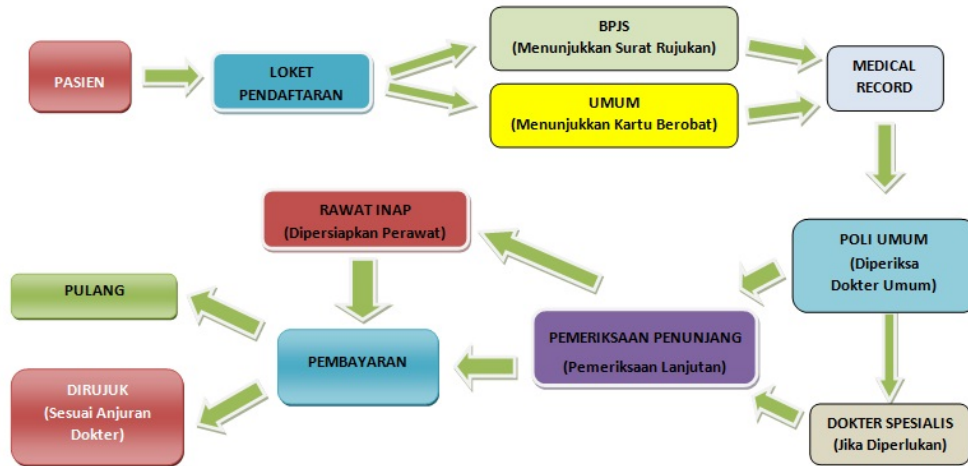 PASIEN
LOKET
PENDAFTARAN
BPJS
(Menunjukkan Surat Rujukan)
UMUM
(Menunjukkan Kartu Berobat)
MEDICAL
RECORD
RAWAT INAP
(Dipersiapkan Perawat)
POLI UMUM
(Diperiksa
Dokter Umum)
PULANG
PEMBAYARAN
PEMERIKSAAN PENUNJANG
(Pemeriksaan Lanjutan)
DIRUJUK
(Sesuai Anjuran
Dokter)
DOKTER SPESIALIS
(Jika Diperlukan)